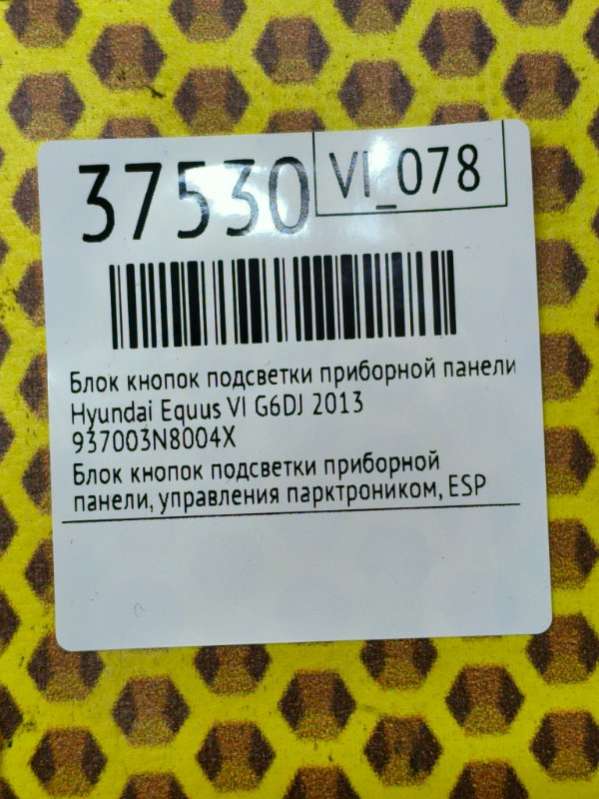 37530
VI_078
Блок кнопок подсветки приборной панели
Hyundai Equus VI G6DJ 2013
937003N8004X
Блок кнопок подсветки приборной
панели, управления парктроником, ESP